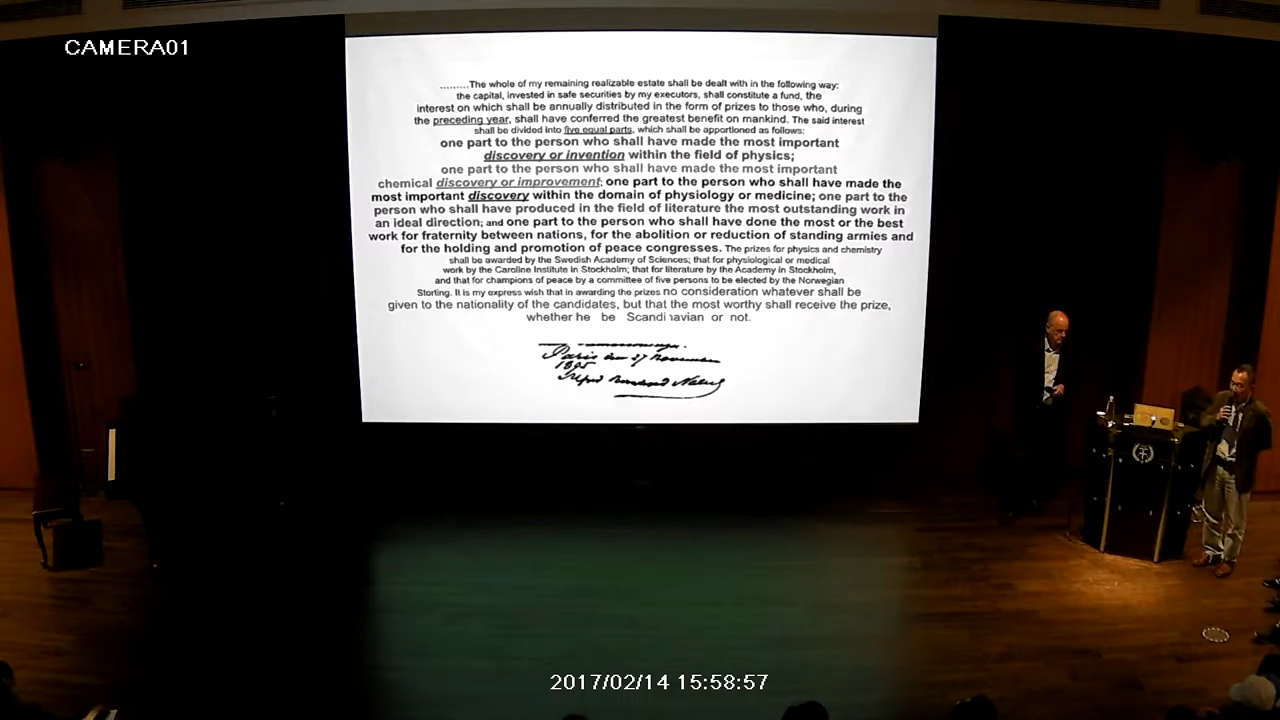 CAMERA01
.........The whole of my remaining realizable estate shall be dealt with in the following way:
the capital, invested in safe securities by my executors, shall constitute a fund, the
interest on which shall be annually distributed in the form of prizes to those who, during
the preceding year, shall have conferred the greatest benefit on mankind. The said interest
shall be divided into five equal parts, which shall be apportioned as follows:
one part to the person who shall have made the most important
discovery or invention within the field of physics;
one part to the person who shall have made the most important
chemical discovery or improvement; one part to the person who shall have made the
most important discovery within the domain of physiology or medicine; one part to the
person who shall have produced in the field of literature the most outstanding work in
an ideal direction; and one part to the person who shall have done the most or the best
work for fraternity between nations, for the abolition or reduction of standing armies and
for the holding and promotion of peace congresses. The prizes for physics and chemistry
shall be awarded by the Swedish Academy of Sciences; that for physiological or medical
work by the Caroline Institute in Stockholm; that for literature by the Academy in Stockholm,
and that for champions of peace by a committee of five persons to be elected by the Norwegian
Storting. It is my express wish that in awarding the prizes no consideration whatever shall be
given to the nationality of the candidates, but that the most worthy shall receive the prize,
whether he be Scandinavian or not.
Paris den 27 November
1895
Alfred Bernhard Nobel
2017/02/14 15:58:57